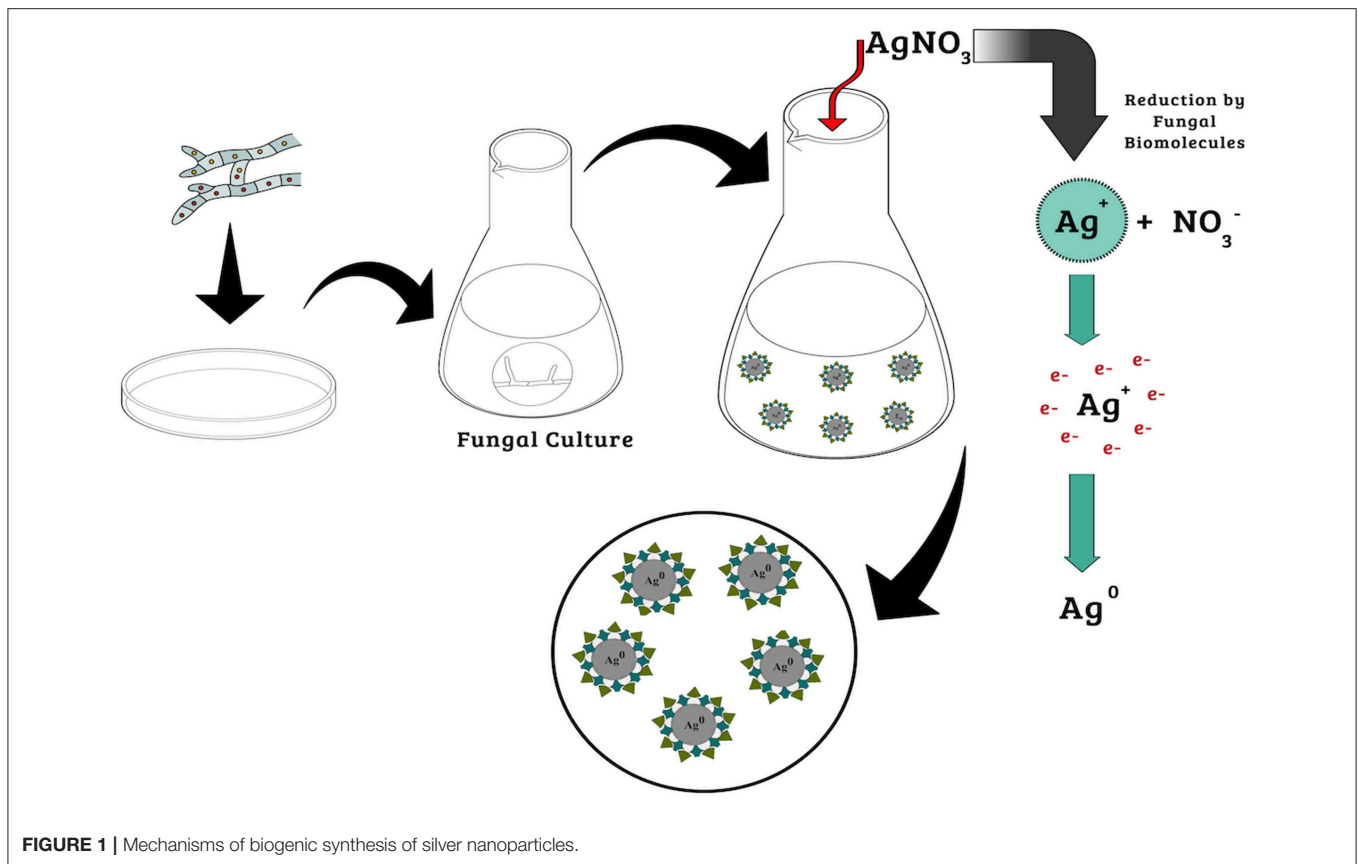 AgNO₃
Reduction by
Fungal
Biomolecules
Ag⁺ + NO₃⁻
e- e- e- e- e- e- e- e-
Ag⁺
Ag⁰
Fungal Culture
Ag⁰
Ag⁰
Ag⁰
Ag⁰
Ag⁰
FIGURE 1 | Mechanisms of biogenic synthesis of silver nanoparticles.